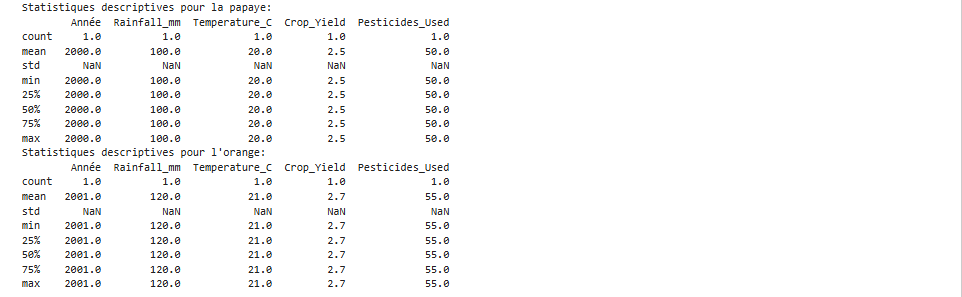 Statistiques descriptives pour la papaye:
Année Rainfall_mm Temperature_C Crop_Yield Pesticides_Used
count 1.0 1.0 1.0 1.0 1.0
mean 2000.0 100.0 20.0 2.5 50.0
std NaN NaN NaN NaN NaN
min 2000.0 100.0 20.0 2.5 50.0
25% 2000.0 100.0 20.0 2.5 50.0
50% 2000.0 100.0 20.0 2.5 50.0
75% 2000.0 100.0 20.0 2.5 50.0
max 2000.0 100.0 20.0 2.5 50.0
Statistiques descriptives pour l'orange:
Année Rainfall_mm Temperature_C Crop_Yield Pesticides_Used
count 1.0 1.0 1.0 1.0 1.0
mean 2001.0 120.0 21.0 2.7 55.0
std NaN NaN NaN NaN NaN
min 2001.0 120.0 21.0 2.7 55.0
25% 2001.0 120.0 21.0 2.7 55.0
50% 2001.0 120.0 21.0 2.7 55.0
75% 2001.0 120.0 21.0 2.7 55.0
max 2001.0 120.0 21.0 2.7 55.0